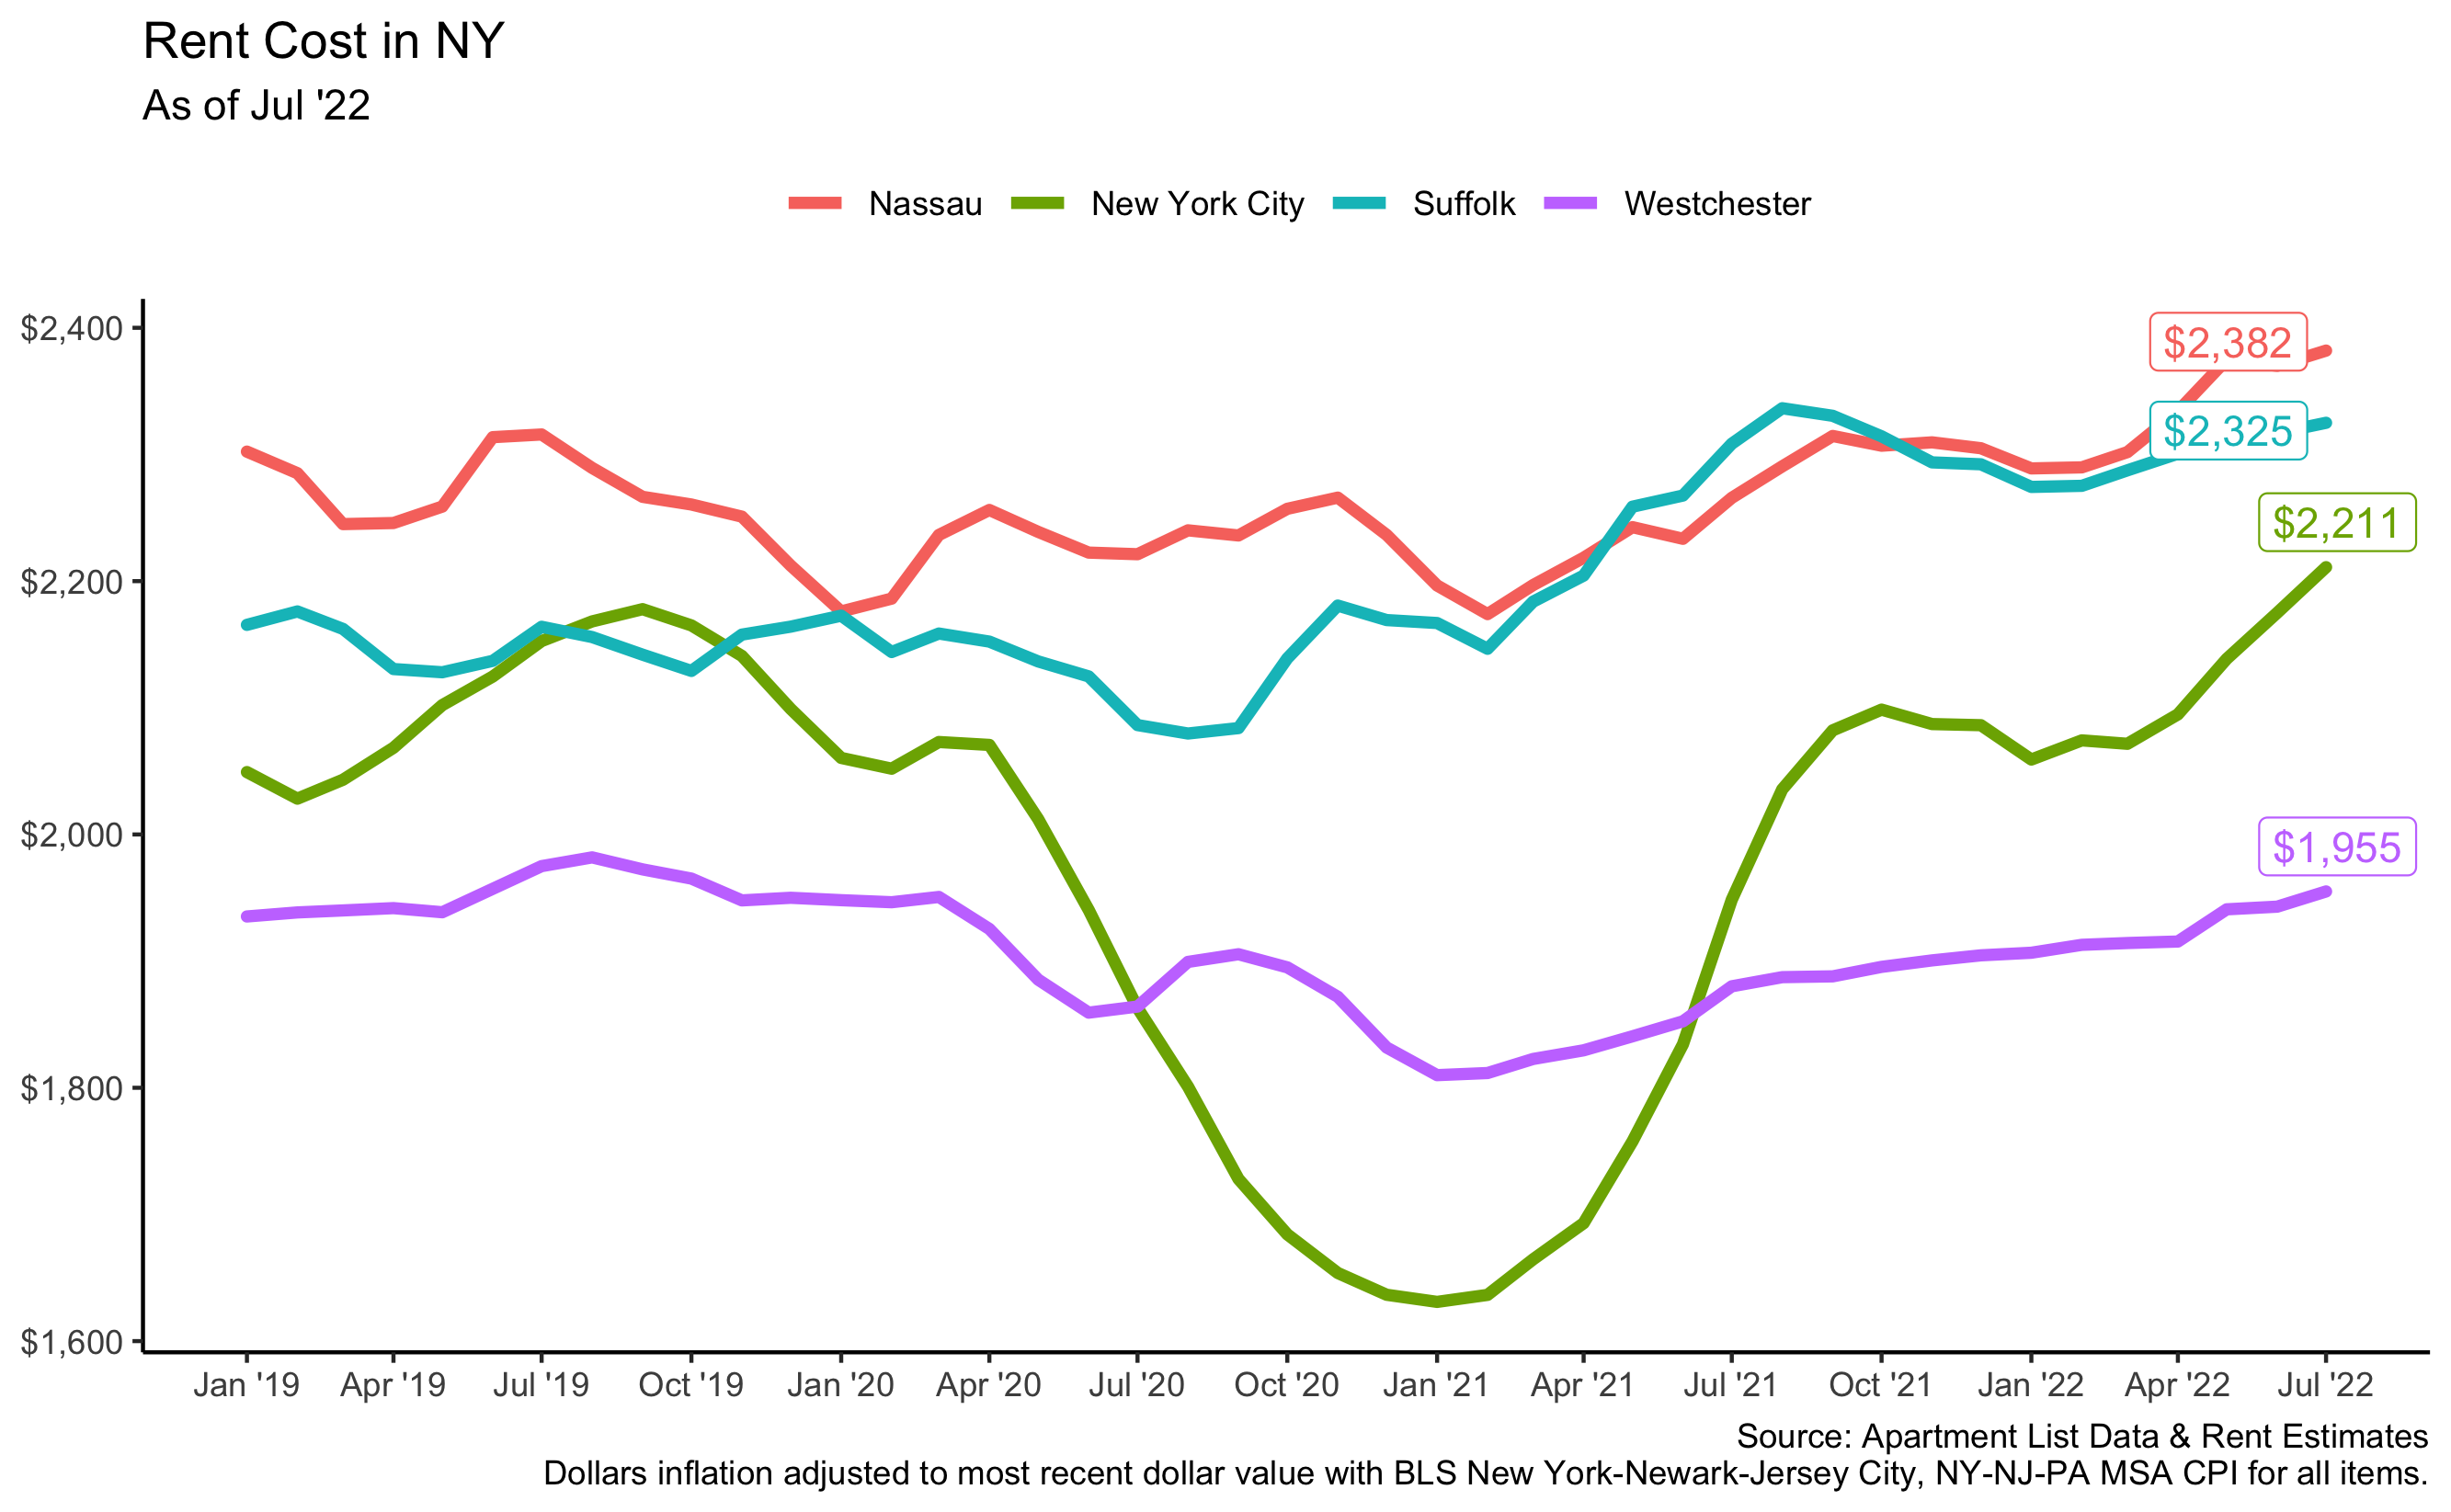 Rent Cost in NY
As of Jul '22
Nassau New York City Suffolk Westchester
$2,400
$2,382
$2,325
$2,211
$2,200
$2,000
$1,955
$1,800
$1,600
Jan '19 Apr '19 Jul '19 Oct '19 Jan '20 Apr '20 Jul '20 Oct '20 Jan '21 Apr '21 Jul '21 Oct '21 Jan '22 Apr '22 Jul '22
Source: Apartment List Data & Rent Estimates
Dollars inflation adjusted to most recent dollar value with BLS New York-Newark-Jersey City, NY-NJ-PA MSA CPI for all items.